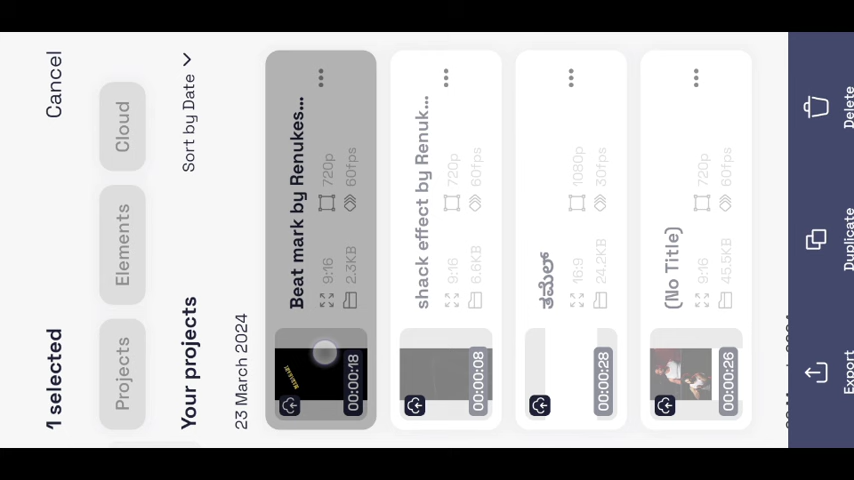 1 selected
Cancel
Projects
Elements
Cloud
Your projects
Sort by Date
23 March 2024
Beat mark by Renukes...
9:16
720p
2.3KB
60fps
00:00:18
shack effect by Renuk...
9:16
720p
6.6KB
60fps
00:00:08
ತಮೆಲ್
16:9
1080p
24.2KB
30fps
00:00:28
(No Title)
9:16
720p
45.5KB
60fps
00:00:26
Export
Duplicate
Delete